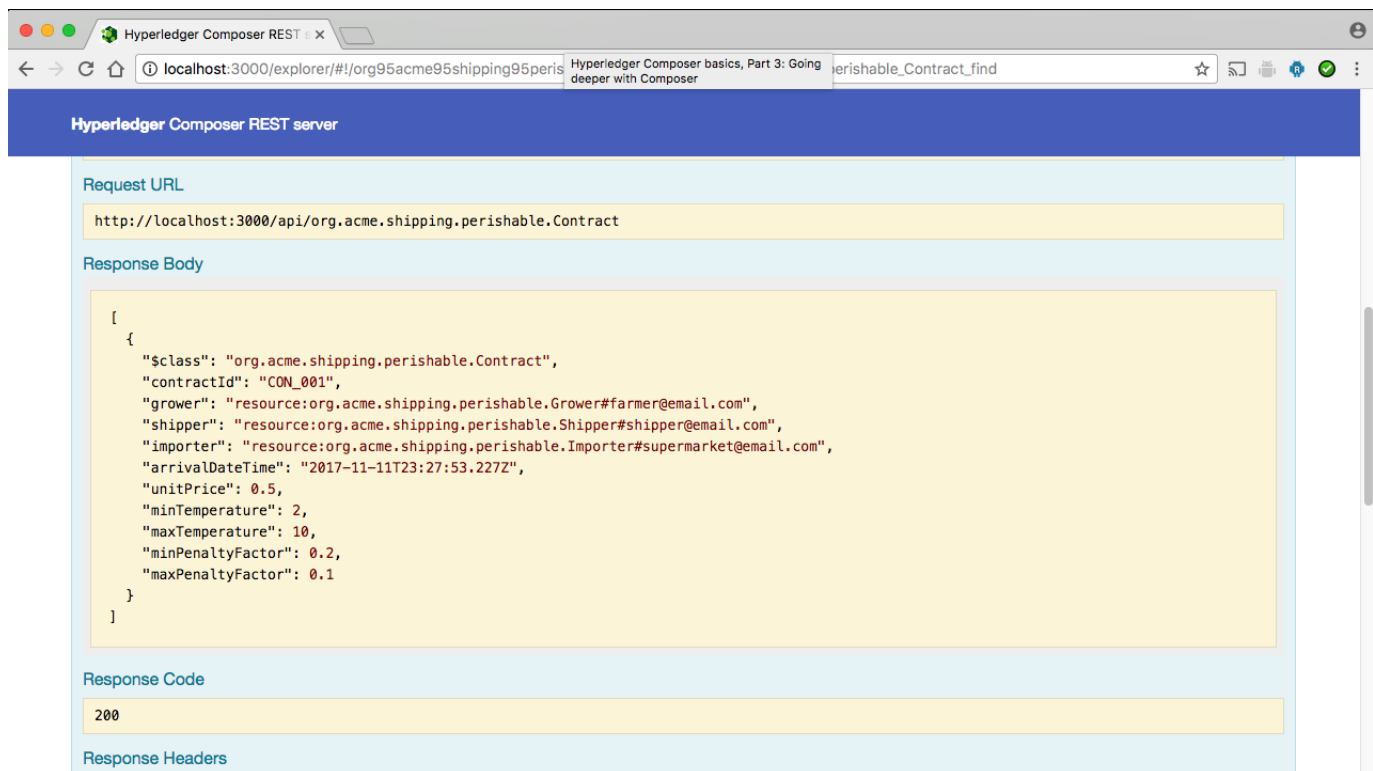 Hyperledger Composer REST s
localhost:3000/explorer/#!/org95acme95shipping95peris
Hyperledger Composer basics, Part 3: Going
deeper with Composer
erishable_Contract_find
Hyperledger Composer REST server
Request URL
http://localhost:3000/api/org.acme.shipping.perishable.Contract
Response Body
[
{
"$class": "org.acme.shipping.perishable.Contract",
"contractId": "CON_001",
"grower": "resource:org.acme.shipping.perishable.Grower#farmer@email.com",
"shipper": "resource:org.acme.shipping.perishable.Shipper#shipper@email.com",
"importer": "resource:org.acme.shipping.perishable.Importer#supermarket@email.com",
"arrivalDateTime": "2017-11-11T23:27:53.227Z",
"unitPrice": 0.5,
"minTemperature": 2,
"maxTemperature": 10,
"minPenaltyFactor": 0.2,
"maxPenaltyFactor": 0.1
}
]
Response Code
200
Response Headers